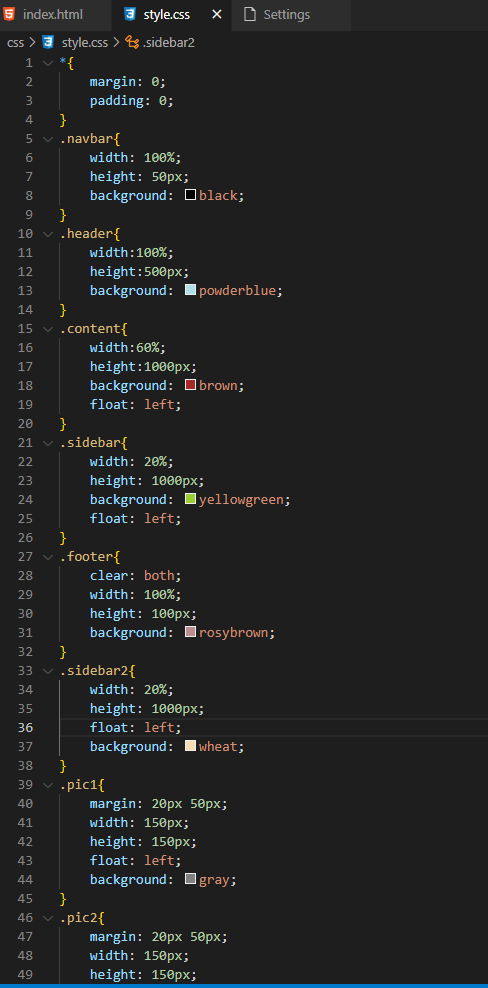 index.html style.css Settings
css > style.css > .sidebar2
1 *{
2 margin: 0;
3 padding: 0;
4 }
5 .navbar{
6 width: 100%;
7 height: 50px;
8 background: black;
9 }
10 .header{
11 width:100%;
12 height:500px;
13 background: powderblue;
14 }
15 .content{
16 width:60%;
17 height:1000px;
18 background: brown;
19 float: left;
20 }
21 .sidebar{
22 width: 20%;
23 height: 1000px;
24 background: yellowgreen;
25 float: left;
26 }
27 .footer{
28 clear: both;
29 width: 100%;
30 height: 100px;
31 background: rosybrown;
32 }
33 .sidebar2{
34 width: 20%;
35 height: 1000px;
36 float: left;
37 background: wheat;
38 }
39 .pic1{
40 margin: 20px 50px;
41 width: 150px;
42 height: 150px;
43 float: left;
44 background: gray;
45 }
46 .pic2{
47 margin: 20px 50px;
48 width: 150px;
49 height: 150px;